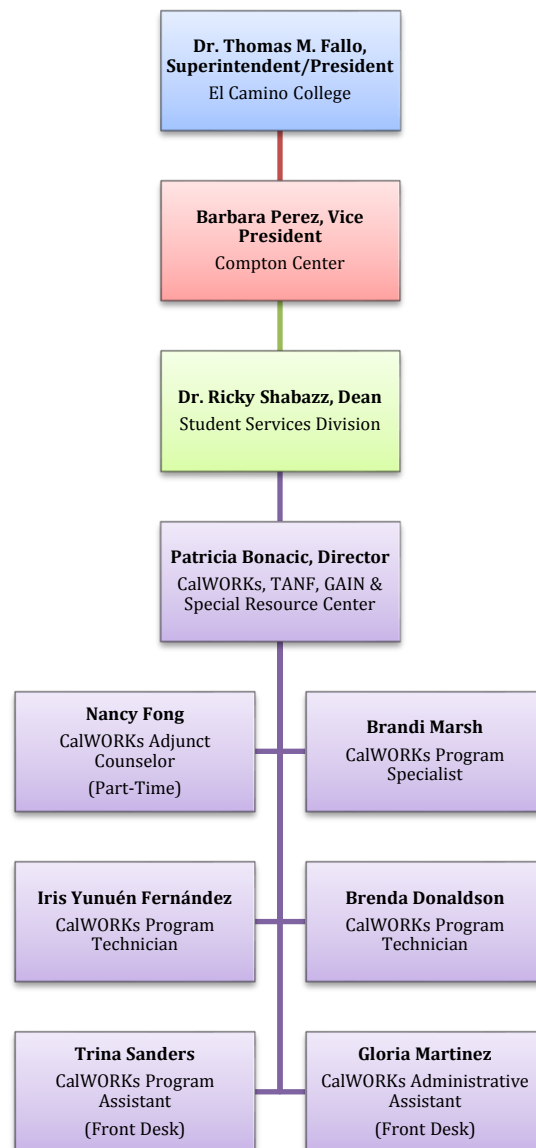 Dr. Thomas M. Fallo,
Superintendent/President
El Camino College
Barbara Perez, Vice
President
Compton Center
Dr. Ricky Shabazz, Dean
Student Services Division
Patricia Bonacic, Director
CalWORKs, TANF, GAIN &
Special Resource Center
Nancy Fong
CalWORKs Adjunct
Counselor
(Part-Time)
Brandi Marsh
CalWORKs Program
Specialist
Iris Yunuén Fernández
CalWORKs Program
Technician
Brenda Donaldson
CalWORKs Program
Technician
Trina Sanders
CalWORKs Program
Assistant
(Front Desk)
Gloria Martinez
CalWORKs Administrative
Assistant
(Front Desk)